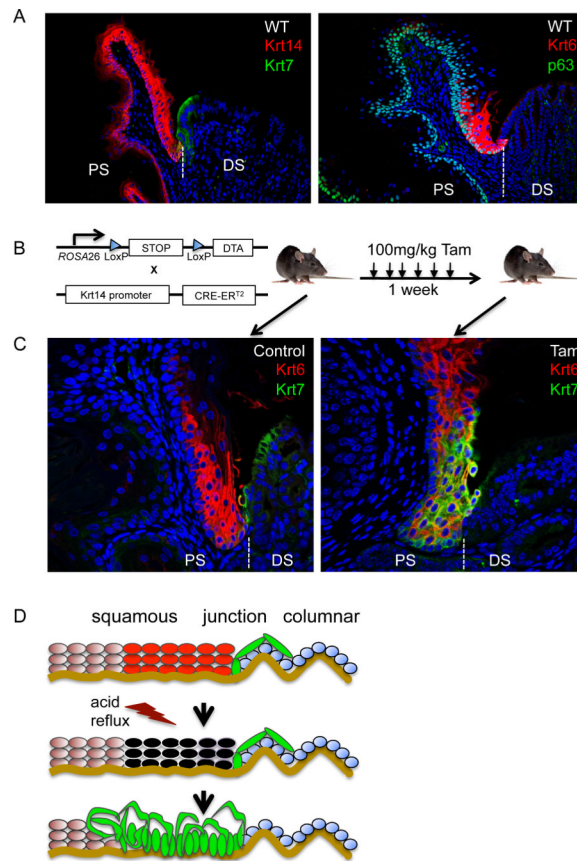 A
WT
Krt14
Krt7
PS
DS
WT
Krt6
p63
PS
DS
B
ROSA26
LoxP
STOP
LoxP
DTA
x
Krt14 promoter
CRE-ERT2
100mg/kg Tam
1 week
C
Control
Krt6
Krt7
PS
DS
Tam
Krt6
Krt7
PS
DS
D
squamous junction columnar
acid
reflux